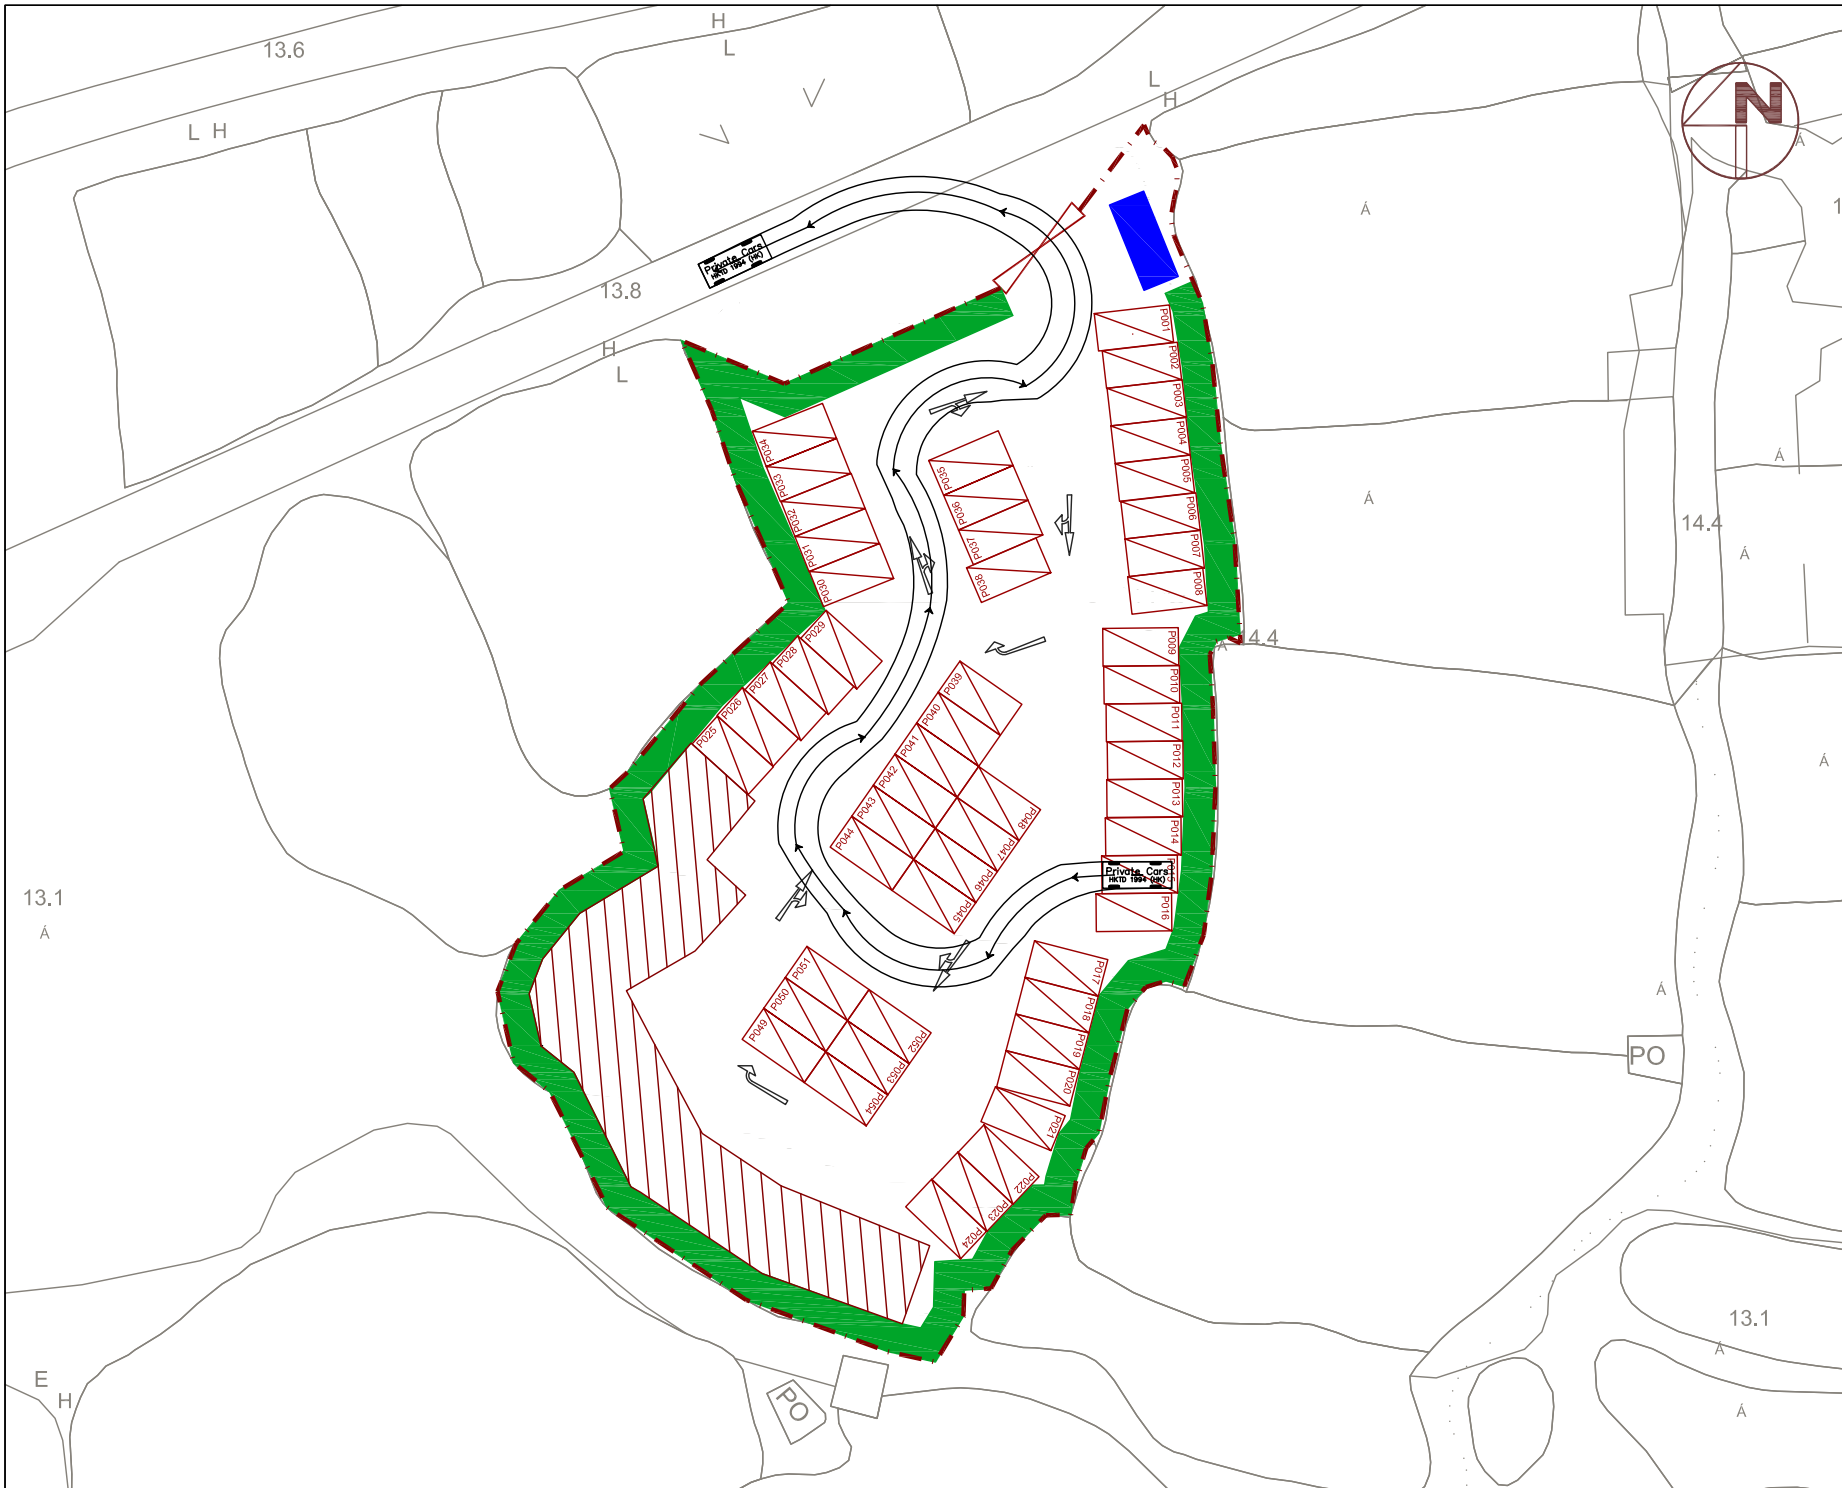 H
L
13.6
L
H
L H
N
Á
Á
Private Cars
HKTD 1994 (HK)
13.8
H
L
P001
P002
P003
P004
P005
P006
P007
P008
P009
P010
P011
P012
P013
P014
P016
P017
P018
P019
P020
P021
P022
P023
P024
P025
P026
P027
P028
P029
P030
P031
P032
P033
P034
P035
P036
P037
P038
P039
P040
P041
P042
P043
P044
P045
P046
P047
P048
P049
P050
P051
P052
P053
P054
Private Cars
HKTD 1994 (HK)
Á
Á
14.4
Á
14.4
Á
Á
13.1
Á
Á
PO
13.1
Á
Á
E
H
PO